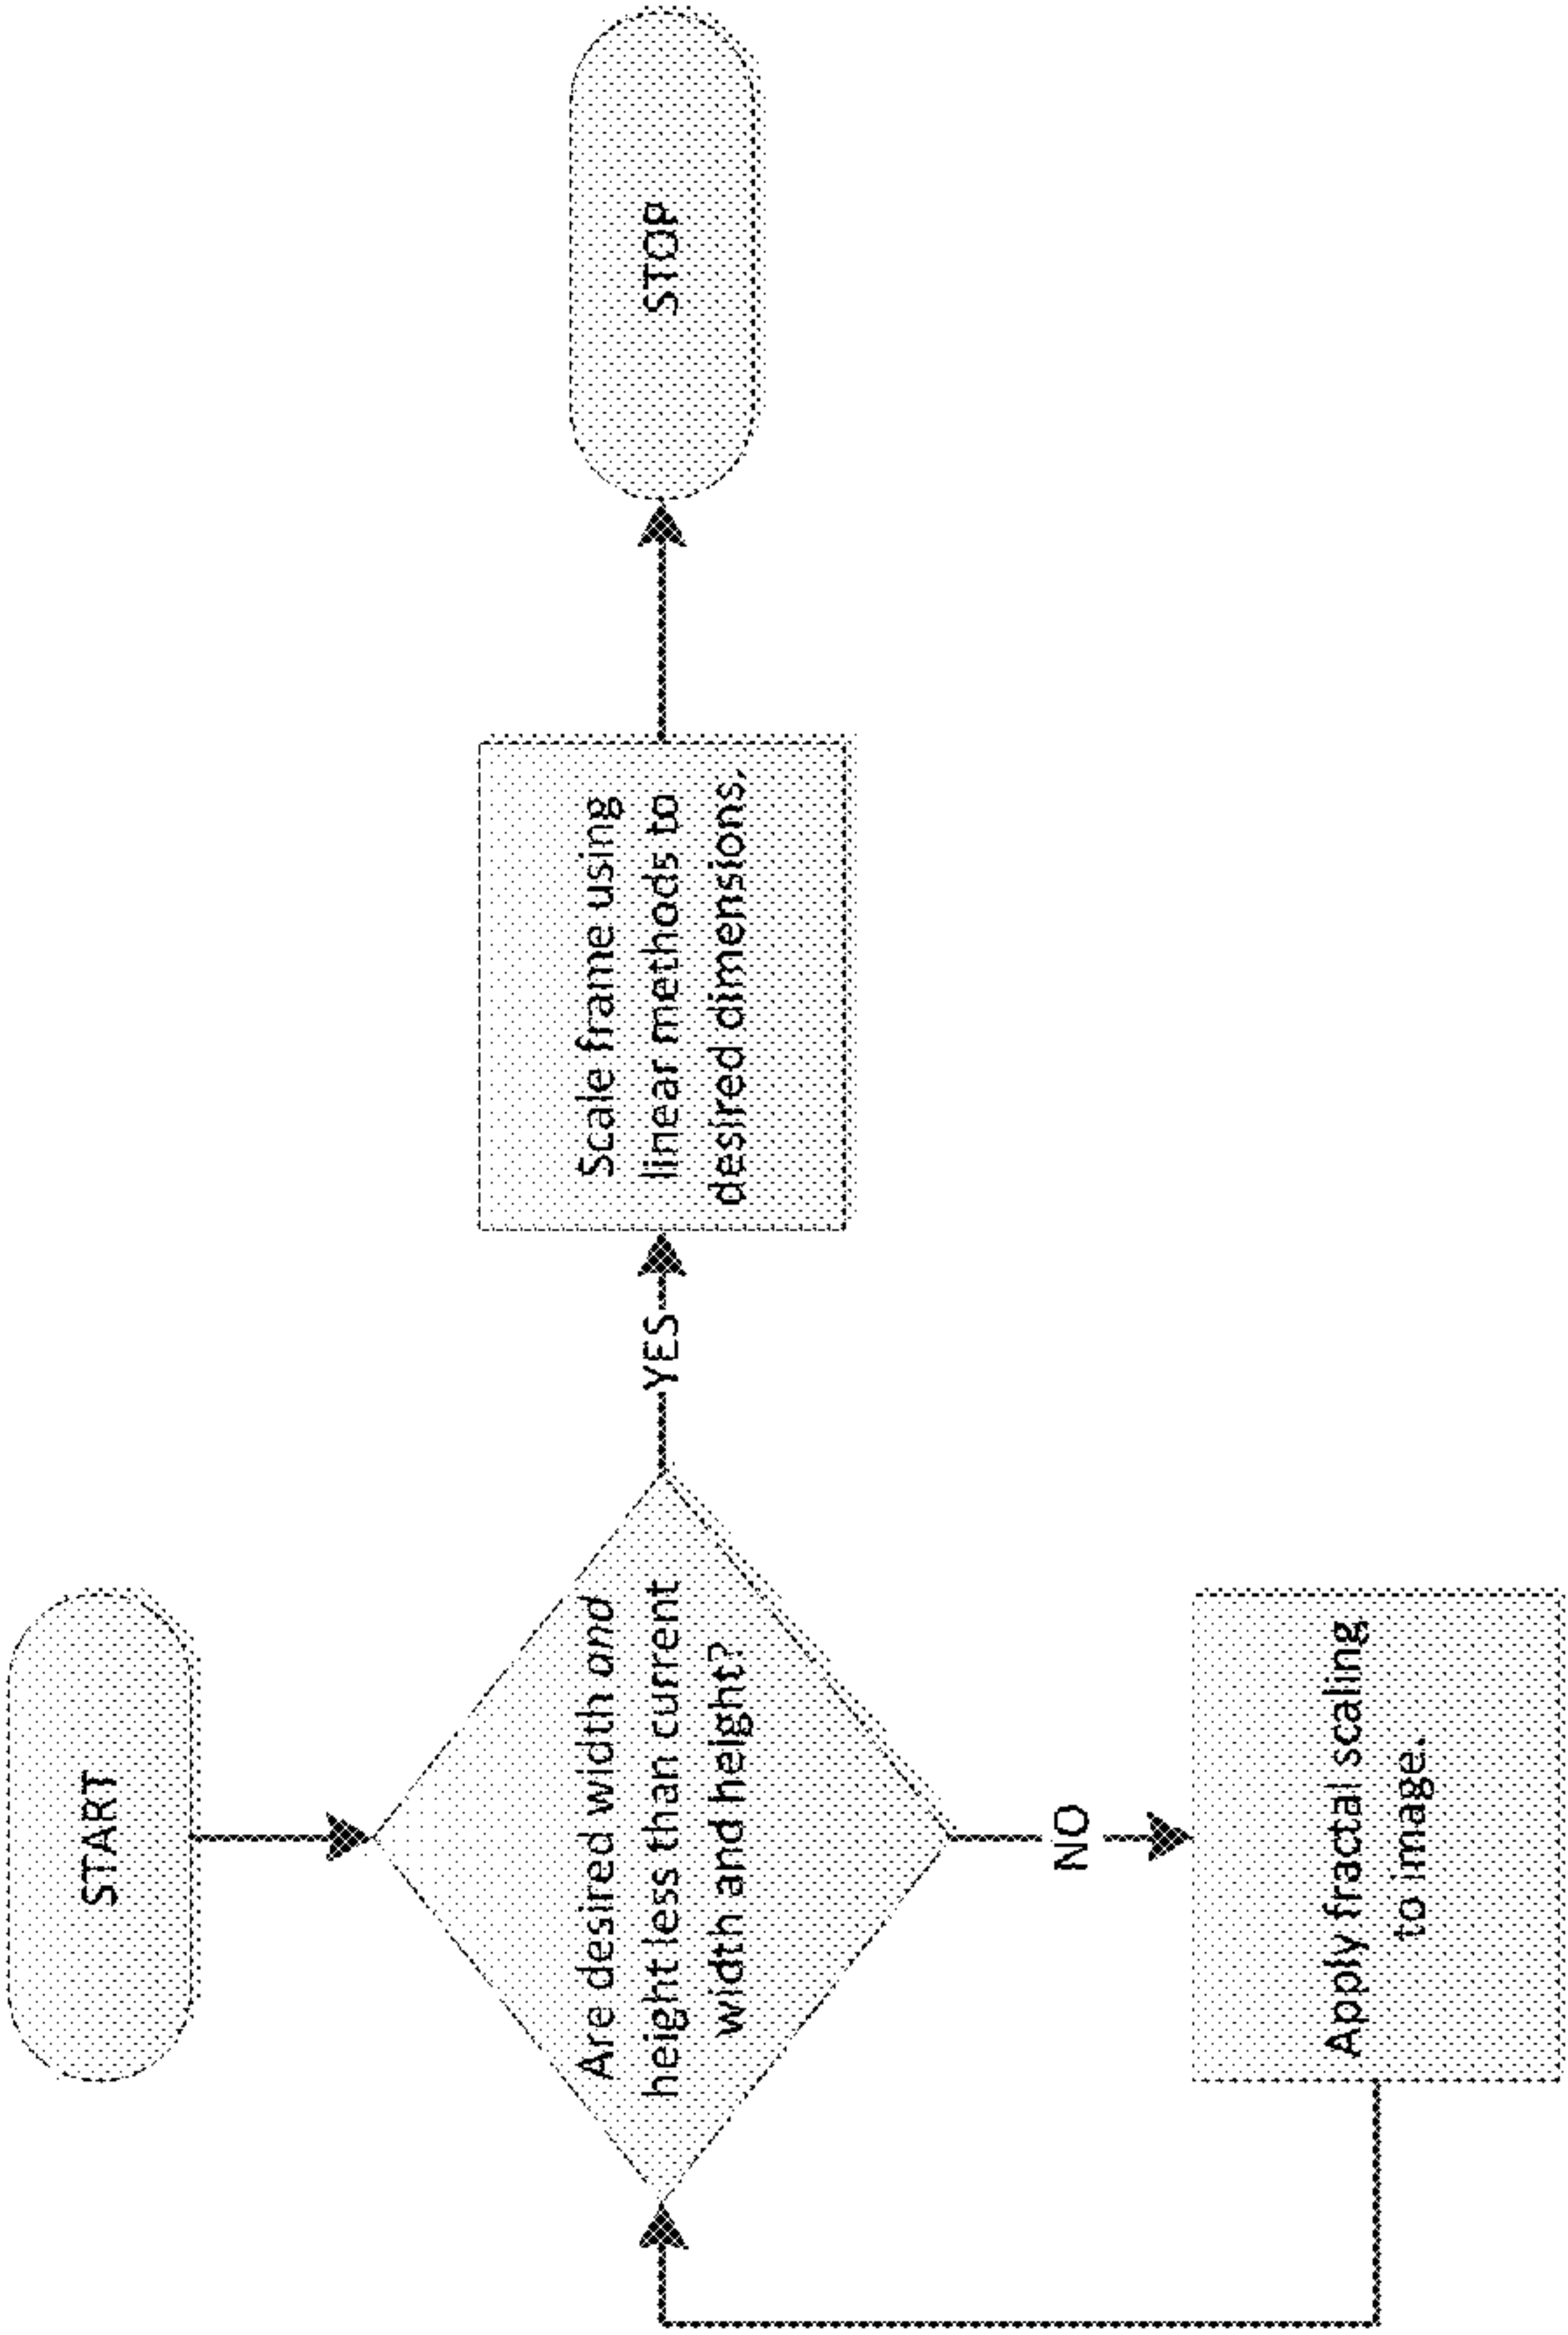 START
Are desired width and
height less than current
width and height?
YES
Scale frame using
linear methods to
desired dimensions.
STOP
NO
Apply fractal scaling
to image.